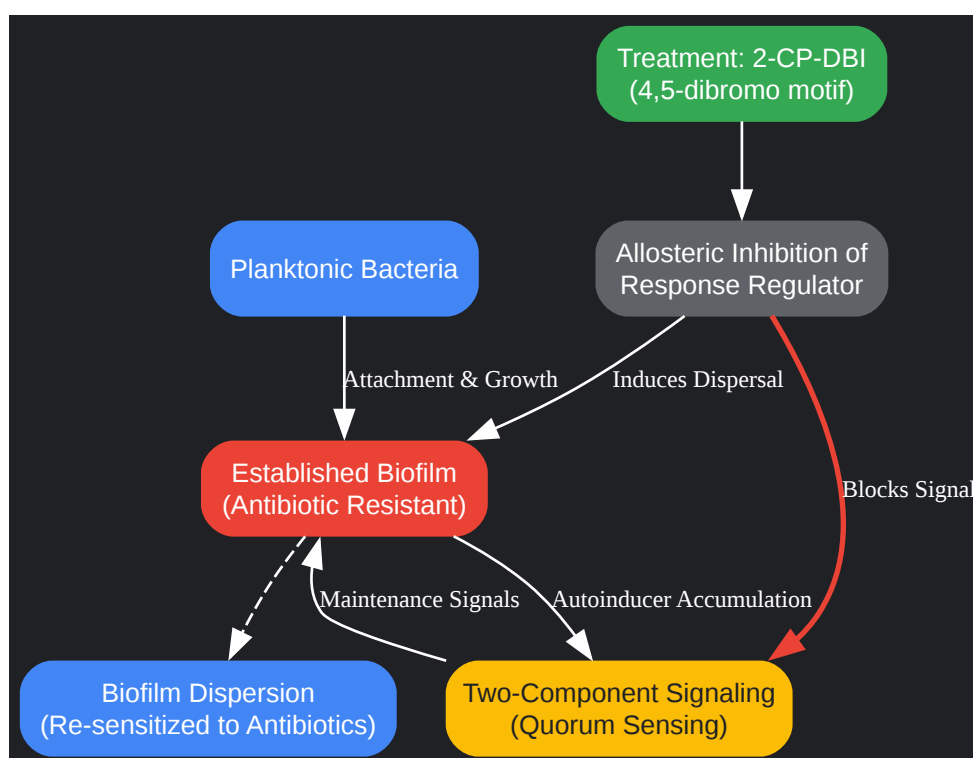 Treatment: 2-CP-DBI
(4,5-dibromo motif)
Planktonic Bacteria
Allosteric Inhibition of
Response Regulator
Attachment & Growth
Induces Dispersal
Established Biofilm
(Antibiotic Resistant)
Blocks Signal
Maintenance Signals
Autoinducer Accumulation
Biofilm Dispersion
(Re-sensitized to Antibiotics)
Two-Component Signaling
(Quorum Sensing)